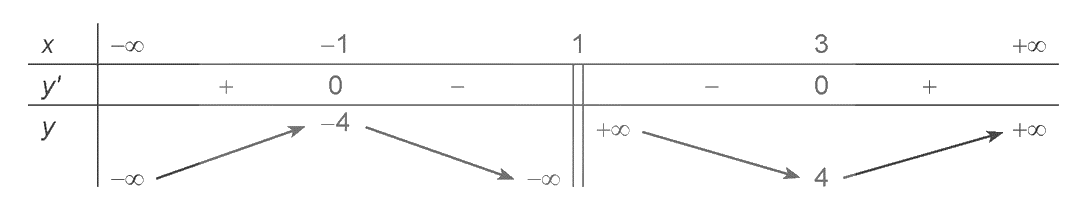 x −∞ −1 1 3 +∞
y' + 0 − − 0 +
y −4 +∞ +∞
−∞ −∞ 4